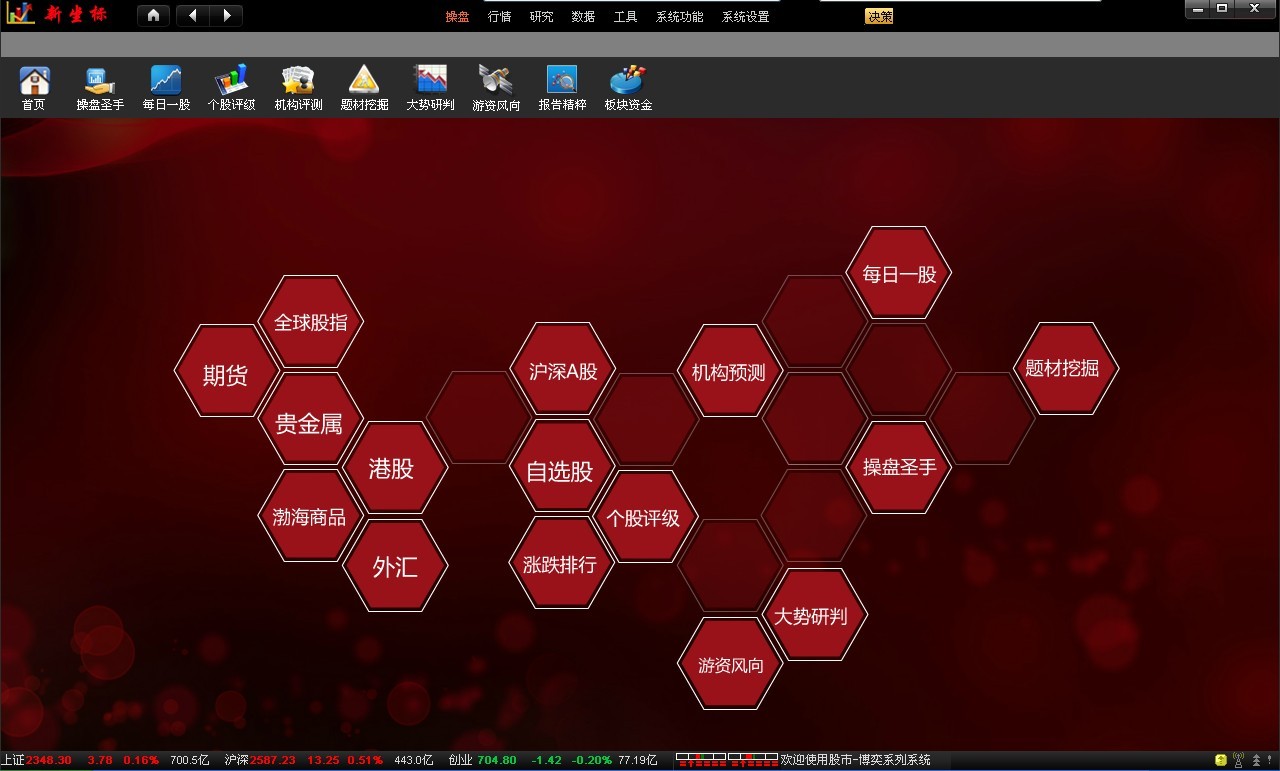 新坐标
操盘 行情 研究 数据 工具 系统功能 系统设置 决策
首页 操盘圣手 每日一股 个股评级 机构评测 题材挖掘 大势研判 游资风向 报告精粹 板块资金
每日一股
全球股指
期货
沪深A股
机构预测
题材挖掘
贵金属
港股
自选股
操盘圣手
渤海商品
个股评级
外汇
涨跌排行
大势研判
游资风向
上证2348.30 3.78 0.16% 700.5亿 沪深2587.23 13.25 0.51% 443.0亿 创业 704.80 -1.42 -0.20% 77.19亿 欢迎使用股市-博奕系列系统